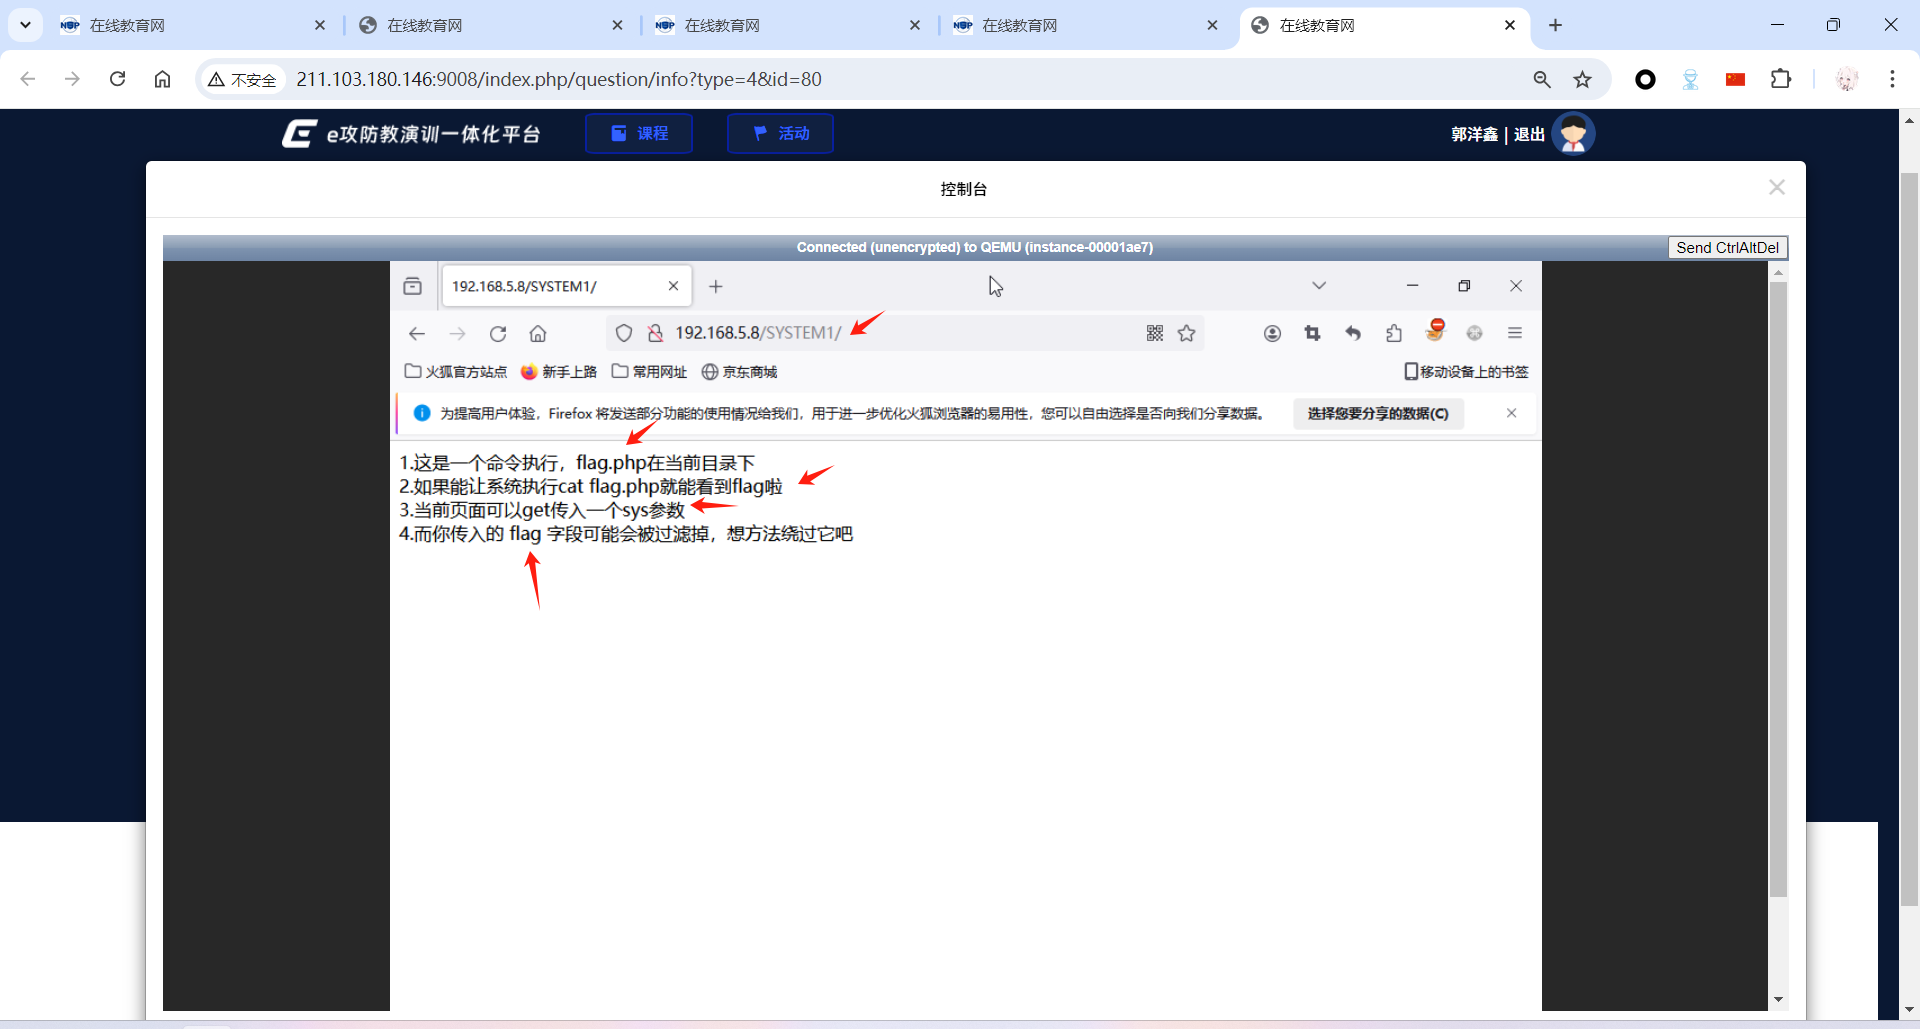 在线教育网
在线教育网
在线教育网
在线教育网
在线教育网
不安全
211.103.180.146:9008/index.php/question/info?type=4&id=80
e攻防教演训一体化平台
课程
活动
郭洋鑫 | 退出
控制台
Connected (unencrypted) to QEMU (instance-00001ae7)
Send CtrlAltDel
192.168.5.8/SYSTEM1/
192.168.5.8/SYSTEM1/
火狐官方站点
新手上路
常用网址
京东商城
移动设备上的书签
为提高用户体验，Firefox 将发送部分功能的使用情况给我们，用于进一步优化火狐浏览器的易用性，您可以自由选择是否向我们分享数据。
选择您要分享的数据(C)
1.这是一个命令执行，flag.php在当前目录下
2.如果能让系统执行cat flag.php就能看到flag啦
3.当前页面可以get传入一个sys参数
4.而你传入的 flag 字段可能会被过滤掉，想方法绕过它吧